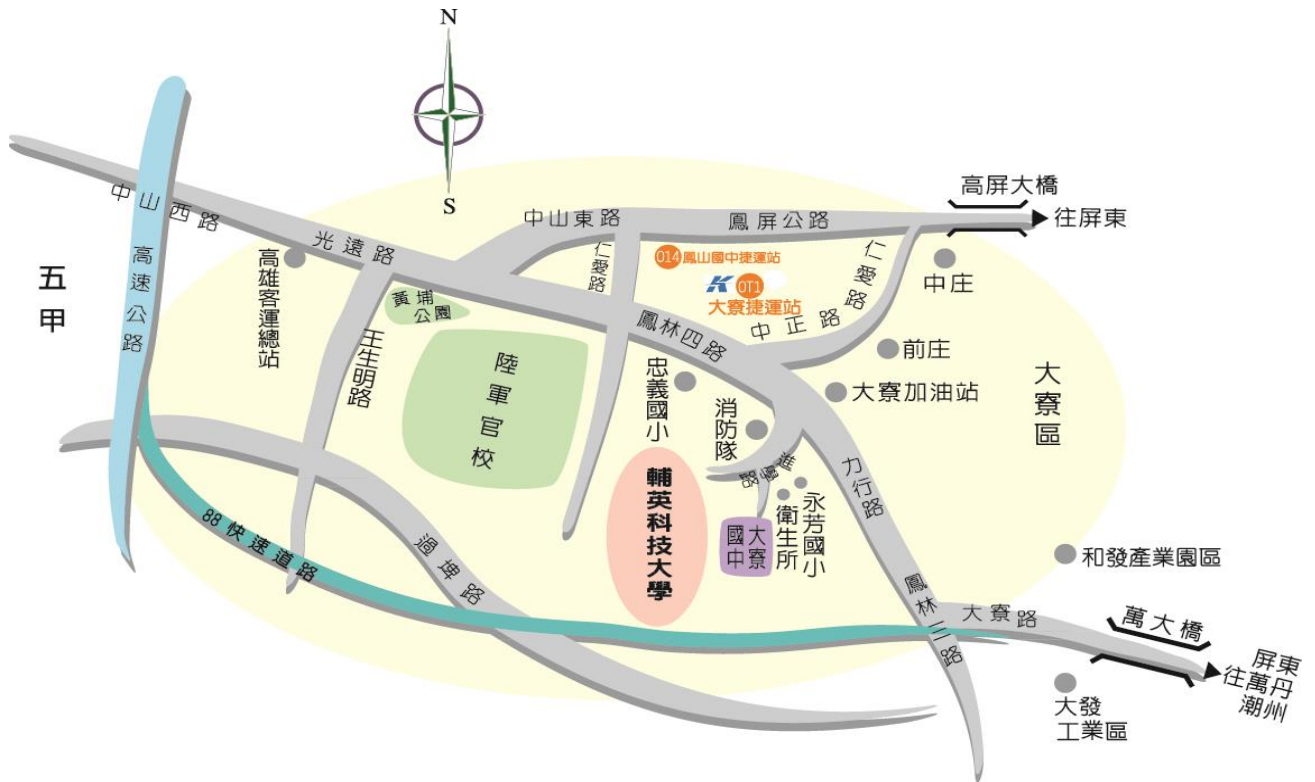 N
S
中山西路
高速公路
五甲
光遠路
高雄客運總站
中山東路
鳳屏公路
高屏大橋
往屏東
仁愛路
014 鳳山國中捷運站
K OT1
大寮捷運站
仁愛路
中庄
黃埔
公園
王生明路
陸軍官校
鳳林四路
中正路
前庄
忠義國小
消防隊
大寮加油站
大寮區
進學路
輔英科技大學
大寮
國中
衛生所
永芳國小
力行路
88快速道路
過埤路
鳳林三路
和發產業園區
大寮路
萬大橋
屏東
往萬丹
潮州
大發
工業區